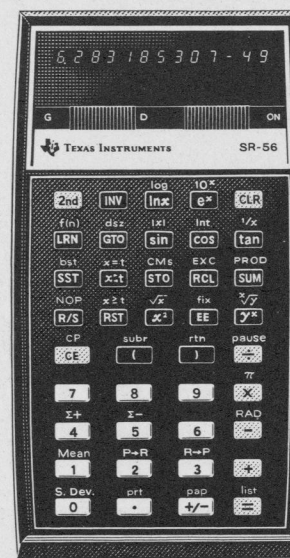 6.283185307-49
G D ON
TEXAS INSTRUMENTS SR-56
log 10ˣ
2nd INV lnx eˣ CLR
f(n) dsz |x| Int ¹/x
LRN GTO sin cos tan
bst x=t CMs EXC PROD
SST x⇄t STO RCL SUM
NOP x≥t √x fix ˣ√y
R/S RST x² EE yˣ
CP subr rtn pause
CE ( ) ÷
π
7 8 9 ×
Σ+ Σ− RAD
4 5 6 −
Mean P→R R→P
1 2 3 +
S. Dev. prt pap list
0 . +/− =